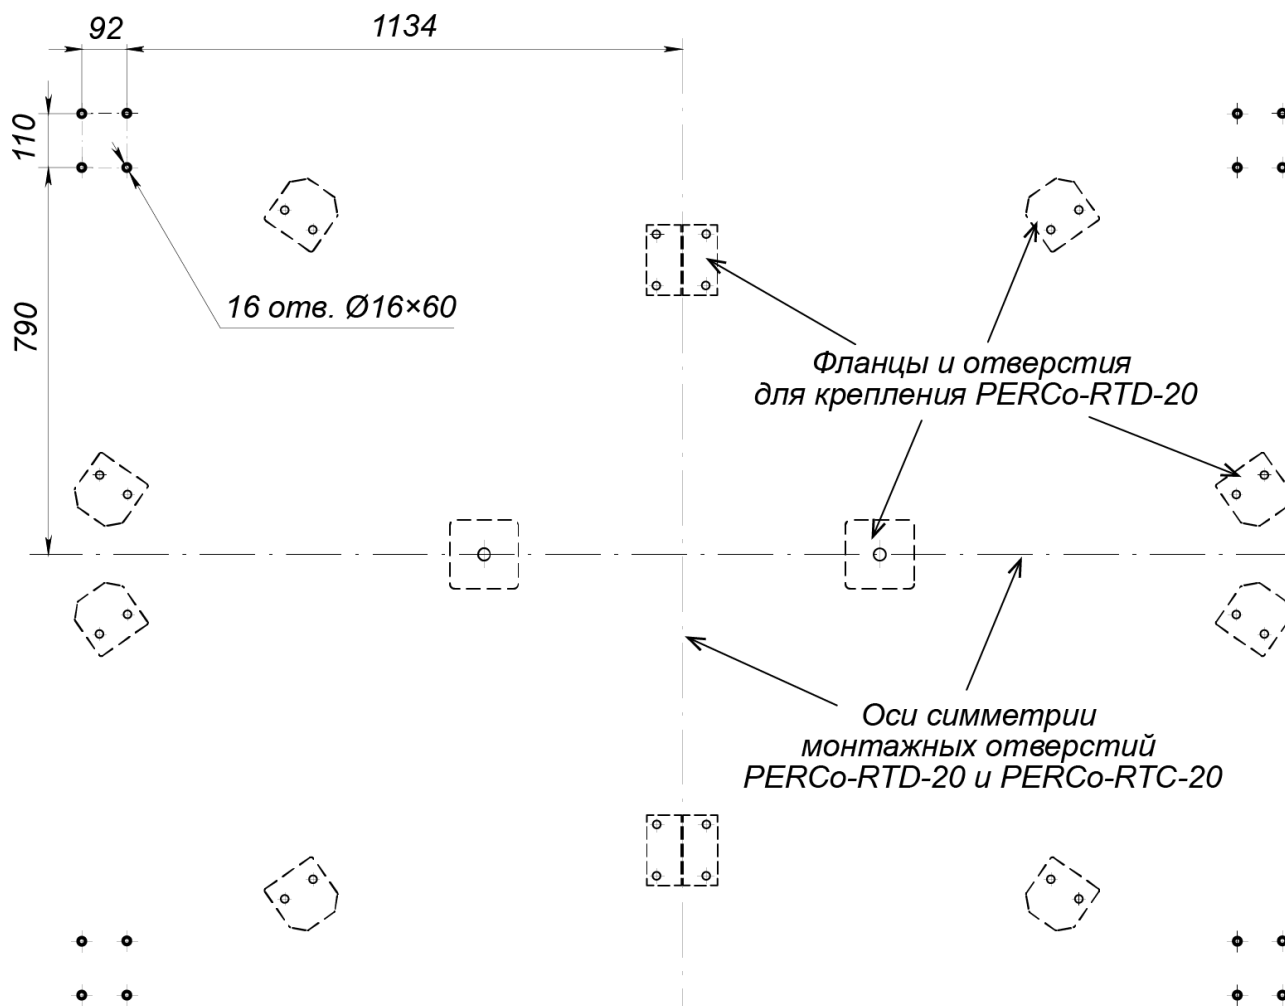 92
1134
110
790
16 отв. Ø16×60
Фланцы и отверстия
для крепления PERCo-RTD-20
Оси симметрии
монтажных отверстий
PERCo-RTD-20 и PERCo-RTC-20